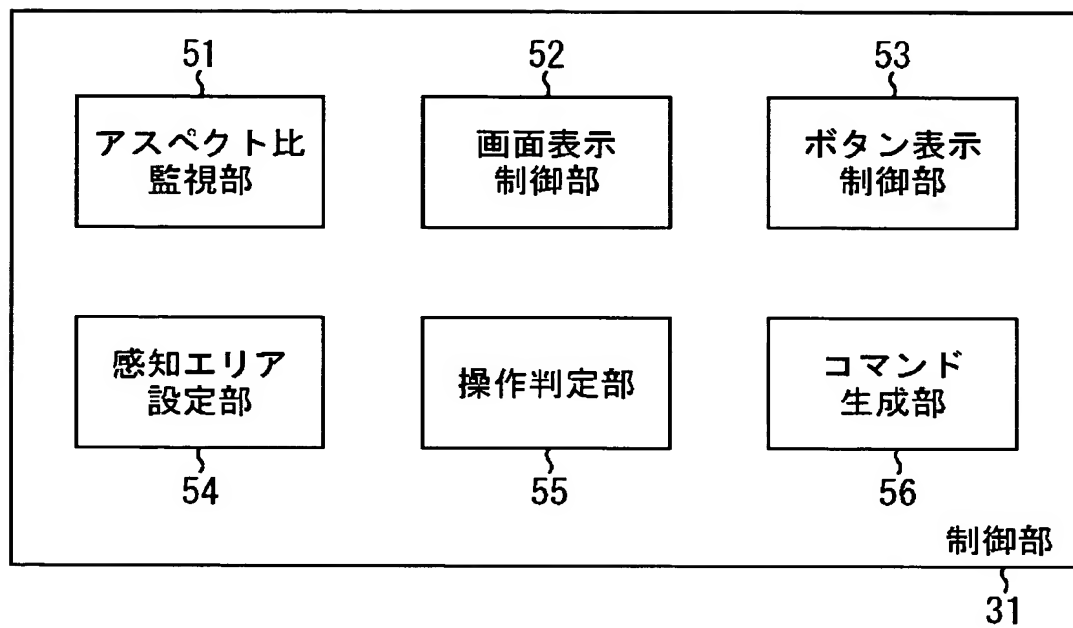 51
52
53
アスペクト比
監視部
画面表示
制御部
ボタン表示
制御部
感知エリア
設定部
操作判定部
コマンド
生成部
54
55
56
制御部
31